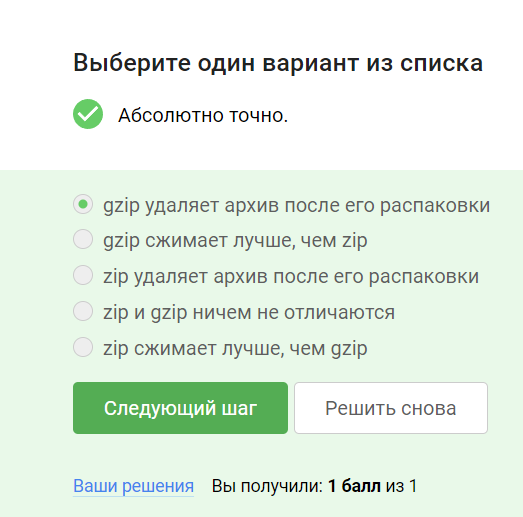 Выберите один вариант из списка
Абсолютно точно.
gzip удаляет архив после его распаковки
gzip сжимает лучше, чем zip
zip удаляет архив после его распаковки
zip и gzip ничем не отличаются
zip сжимает лучше, чем gzip
Следующий шаг Решить снова
Ваши решения Вы получили: 1 балл из 1